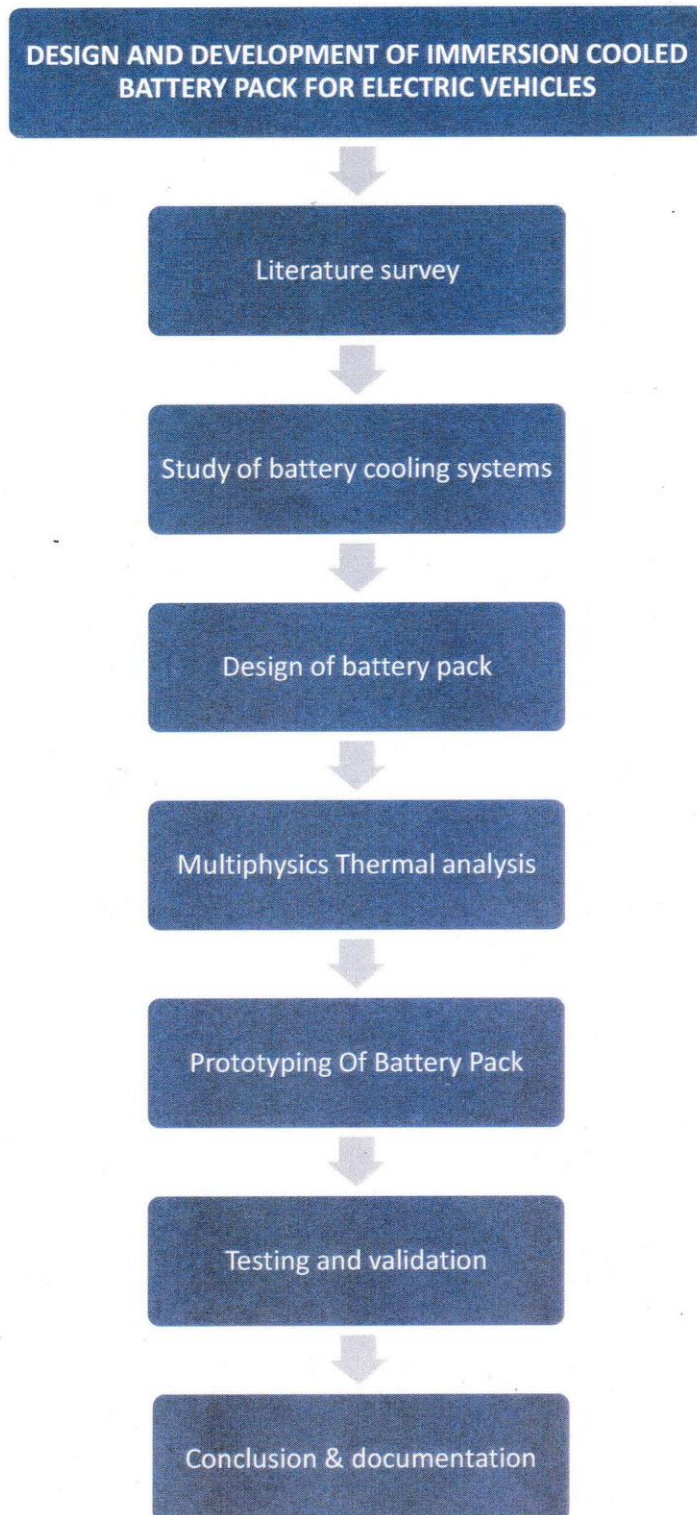 DESIGN AND DEVELOPMENT OF IMMERSION COOLED
BATTERY PACK FOR ELECTRIC VEHICLES
Literature survey
Study of battery cooling systems
Design of battery pack
Multiphysics Thermal analysis
Prototyping Of Battery Pack
Testing and validation
Conclusion & documentation